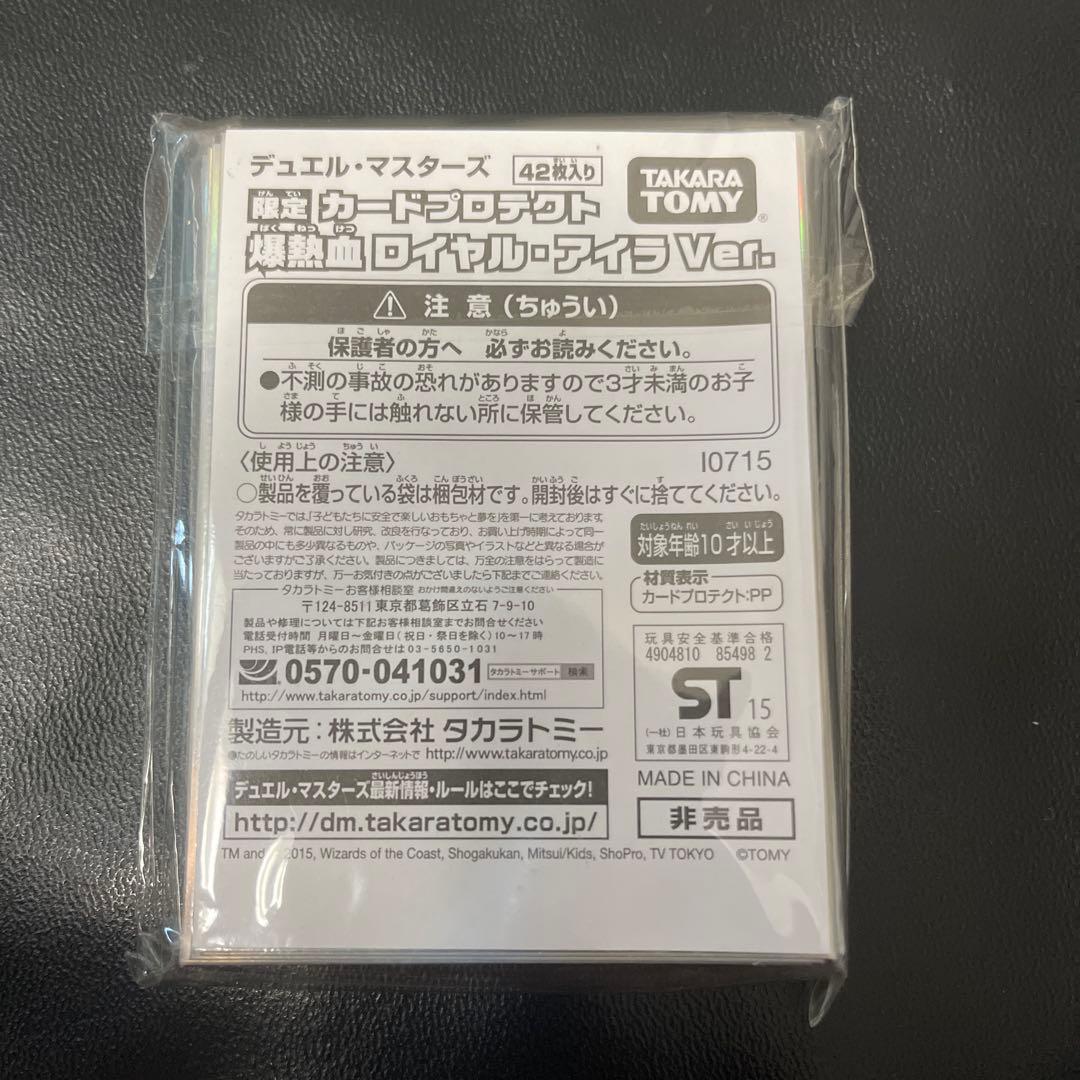 デュエル・マスターズ 42枚入り TAKARA TOMY®
限定 カードプロテクト
爆熱血 ロイヤル・アイラ Ver.
⚠ 注意(ちゅうい)
保護者の方へ 必ずお読みください。
●不測の事故の恐れがありますので3才未満のお子
様の手には触れない所に保管してください。
〈使用上の注意〉 I0715
○製品を覆っている袋は梱包材です。開封後はすぐに捨ててください。
タカラトミーでは、「子どもたちに安全で楽しいおもちゃと夢を」を第一に考えております。
そのため、常に製品に対し研究、改良を行なっており、お買い上げ時期によって同一
製品の中にも多少異なるものや、パッケージの写真やイラストなどと異なる場合が
ございますがご了承ください。製品につきましては、万全の注意をはらって製造に
当たっておりますが、万一お気付きの点がございましたら下記までご連絡ください。
対象年齢10才以上
材質表示
カードプロテクト:PP
タカラトミーお客様相談室 おかけ間違えのないようご注意ください
〒124-8511 東京都葛飾区立石 7-9-10
製品や修理については下記お客様相談室までお問合せください
電話受付時間 月曜日~金曜日(祝日・祭日を除く)10~17時
PHS, IP電話等からのお問合せは03-5650-1031
0570-041031 タカラトミーサポート 検索
http://www.takaratomy.co.jp/support/index.html
玩具安全基準合格
4904810 85498 2
ST 15
(一社)日本玩具協会
東京都墨田区東駒形4-22-4
製造元:株式会社 タカラトミー
●たのしいタカラトミーの情報はインターネットで http://www.takaratomy.co.jp
MADE IN CHINA
デュエル・マスターズ最新情報・ルールはここでチェック!
http://dm.takaratomy.co.jp/
非売品
TM and © 2015, Wizards of the Coast, Shogakukan, Mitsui/Kids, ShoPro, TV TOKYO ©TOMY